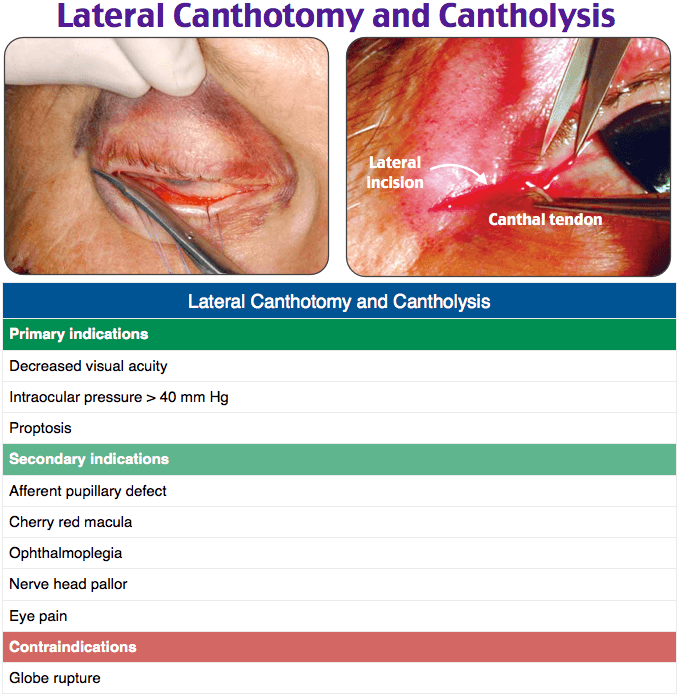 Lateral Canthotomy and Cantholysis
Lateral
incision
Canthal tendon
Lateral Canthotomy and Cantholysis
Primary indications
Decreased visual acuity
Intraocular pressure > 40 mm Hg
Proptosis
Secondary indications
Afferent pupillary defect
Cherry red macula
Ophthalmoplegia
Nerve head pallor
Eye pain
Contraindications
Globe rupture